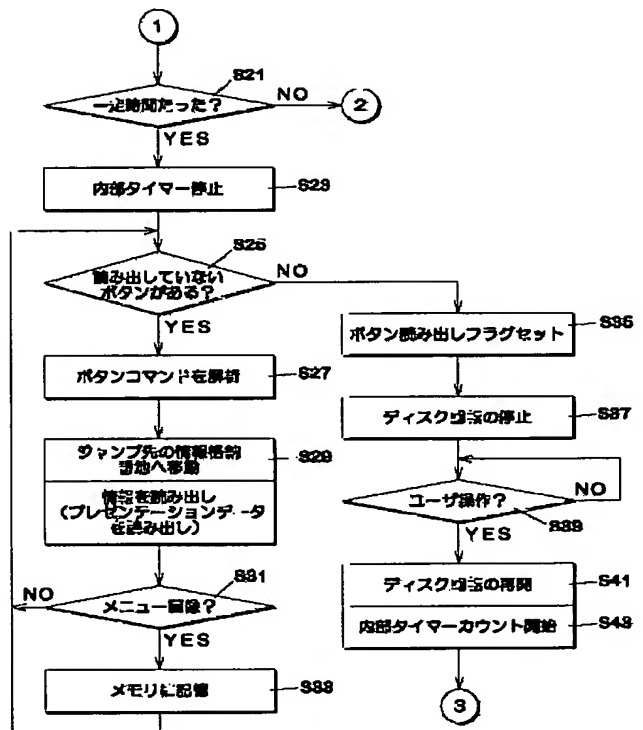 1
S21
一定時間たった?
NO
2
YES
内部タイマー停止
S23
S25
読み出していない
ボタンがある?
NO
YES
ボタン読み出しフラグセット
S35
ボタンコマンドを解析
S27
ディスク回転の停止
S37
ジャンプ先の情報格納
番地へ移動
S29
情報を読み出し
(プレゼンテーションデータ
を読み出し)
ユーザ操作?
NO
S39
YES
S31
NO
メニュー画像?
YES
ディスク回転の再開
S41
内部タイマーカウント開始
S43
メモリに記憶
S33
3